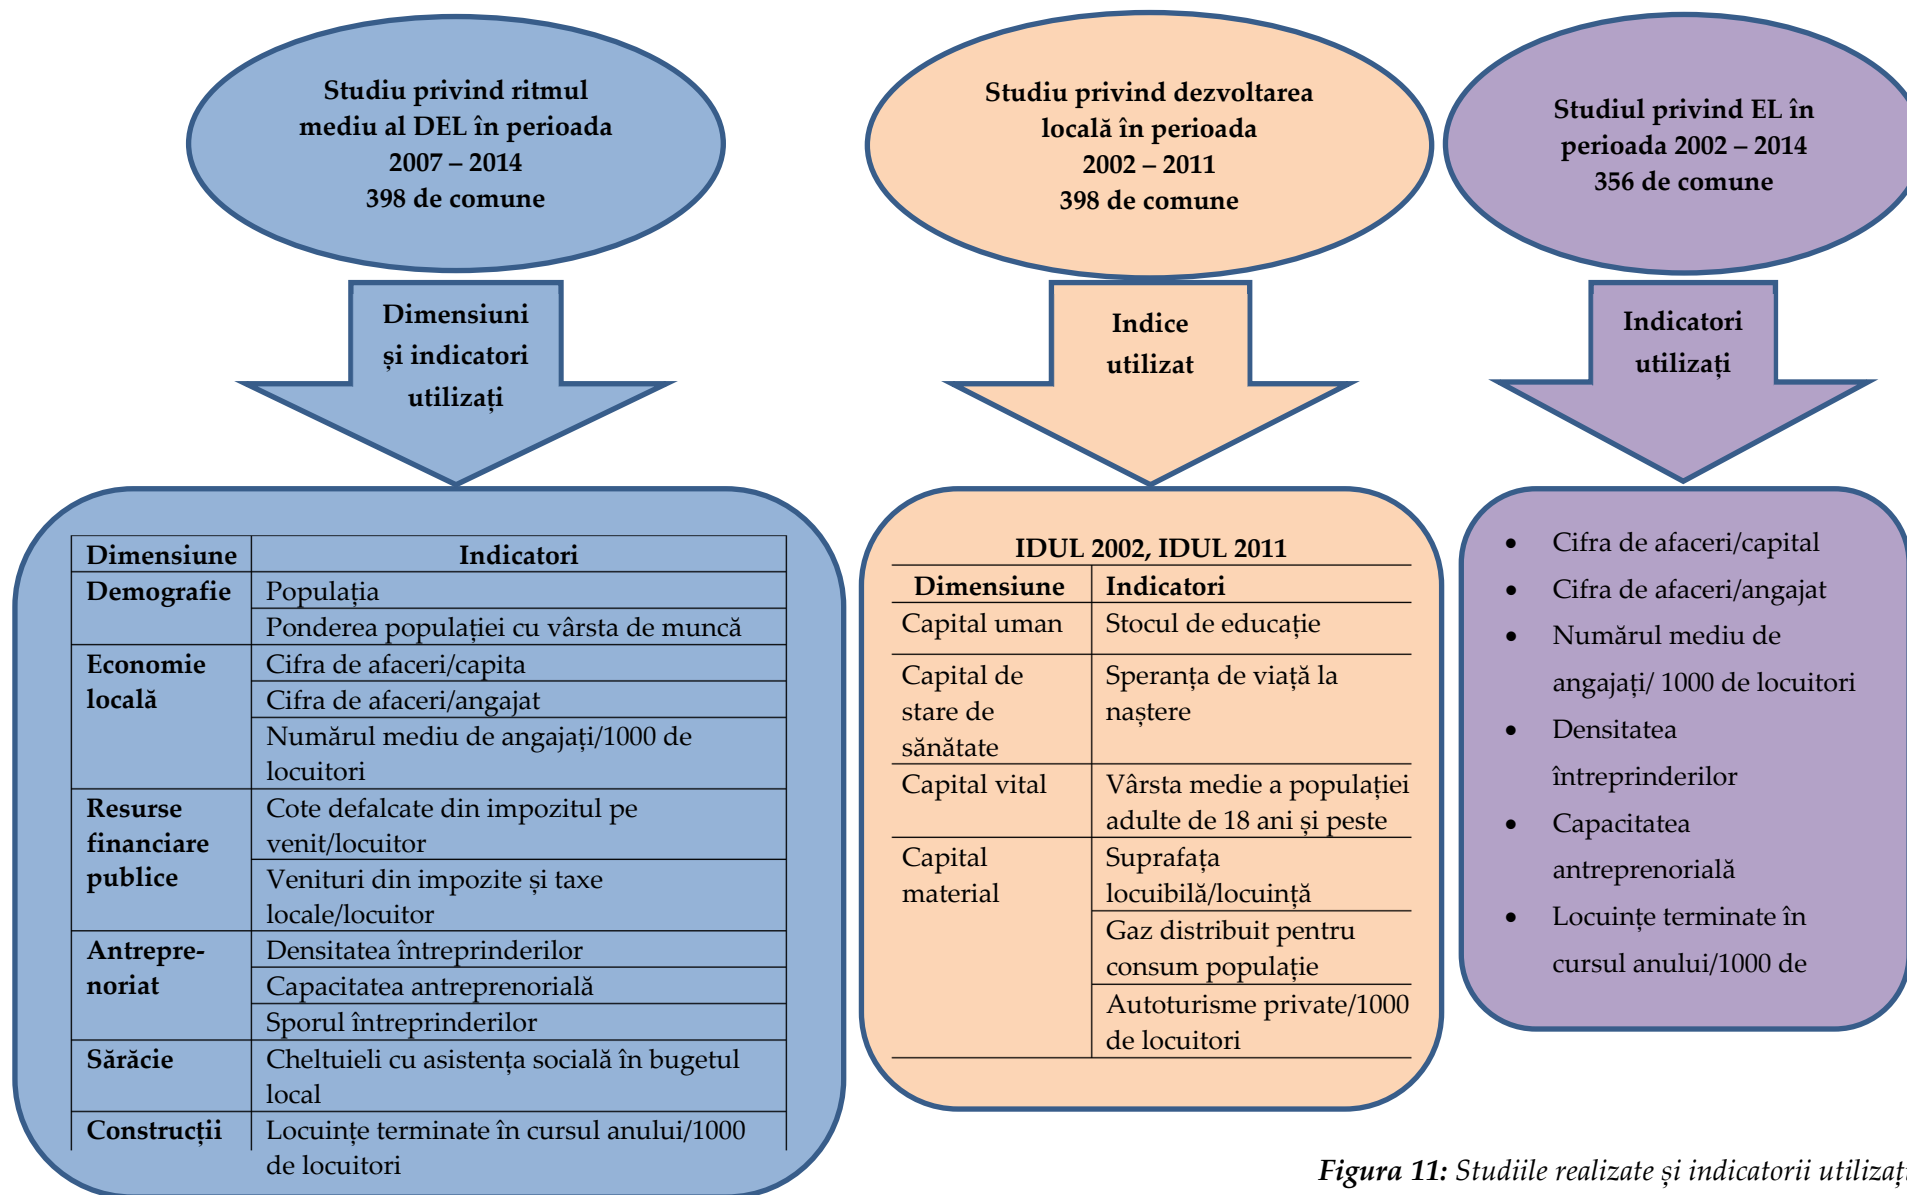 Studiu privind ritmul
mediu al DEL în perioada
2007 – 2014
398 de comune
Studiu privind dezvoltarea
locală în perioada
2002 – 2011
398 de comune
Studiul privind EL în
perioada 2002 – 2014
356 de comune
Dimensiuni
și indicatori
utilizați
Indice
utilizat
Indicatori
utilizați
Dimensiune Indicatori
Demografie Populația
Ponderea populației cu vârsta de muncă
Economie Cifra de afaceri/capita
locală Cifra de afaceri/angajat
Numărul mediu de angajați/1000 de
locuitori
Resurse Cote defalcate din impozitul pe
financiare venit/locuitor
publice Venituri din impozite și taxe
locale/locuitor
Antrepre- Densitatea întreprinderilor
noriat Capacitatea antreprenorială
Sporul întreprinderilor
Sărăcie Cheltuieli cu asistența socială în bugetul
local
Construcții Locuințe terminate în cursul anului/1000
de locuitori
IDUL 2002, IDUL 2011
Dimensiune Indicatori
Capital uman Stocul de educație
Capital de Speranța de viață la
stare de naștere
sănătate
Capital vital Vârsta medie a populației
adulte de 18 ani și peste
Capital Suprafața
material locuibilă/locuință
Gaz distribuit pentru
consum populație
Autoturisme private/1000
de locuitori
• Cifra de afaceri/capital
• Cifra de afaceri/angajat
• Numărul mediu de
angajați/ 1000 de locuitori
• Densitatea
întreprinderilor
• Capacitatea
antreprenorială
• Locuințe terminate în
cursul anului/1000 de
Figura 11: Studiile realizate și indicatorii utilizați